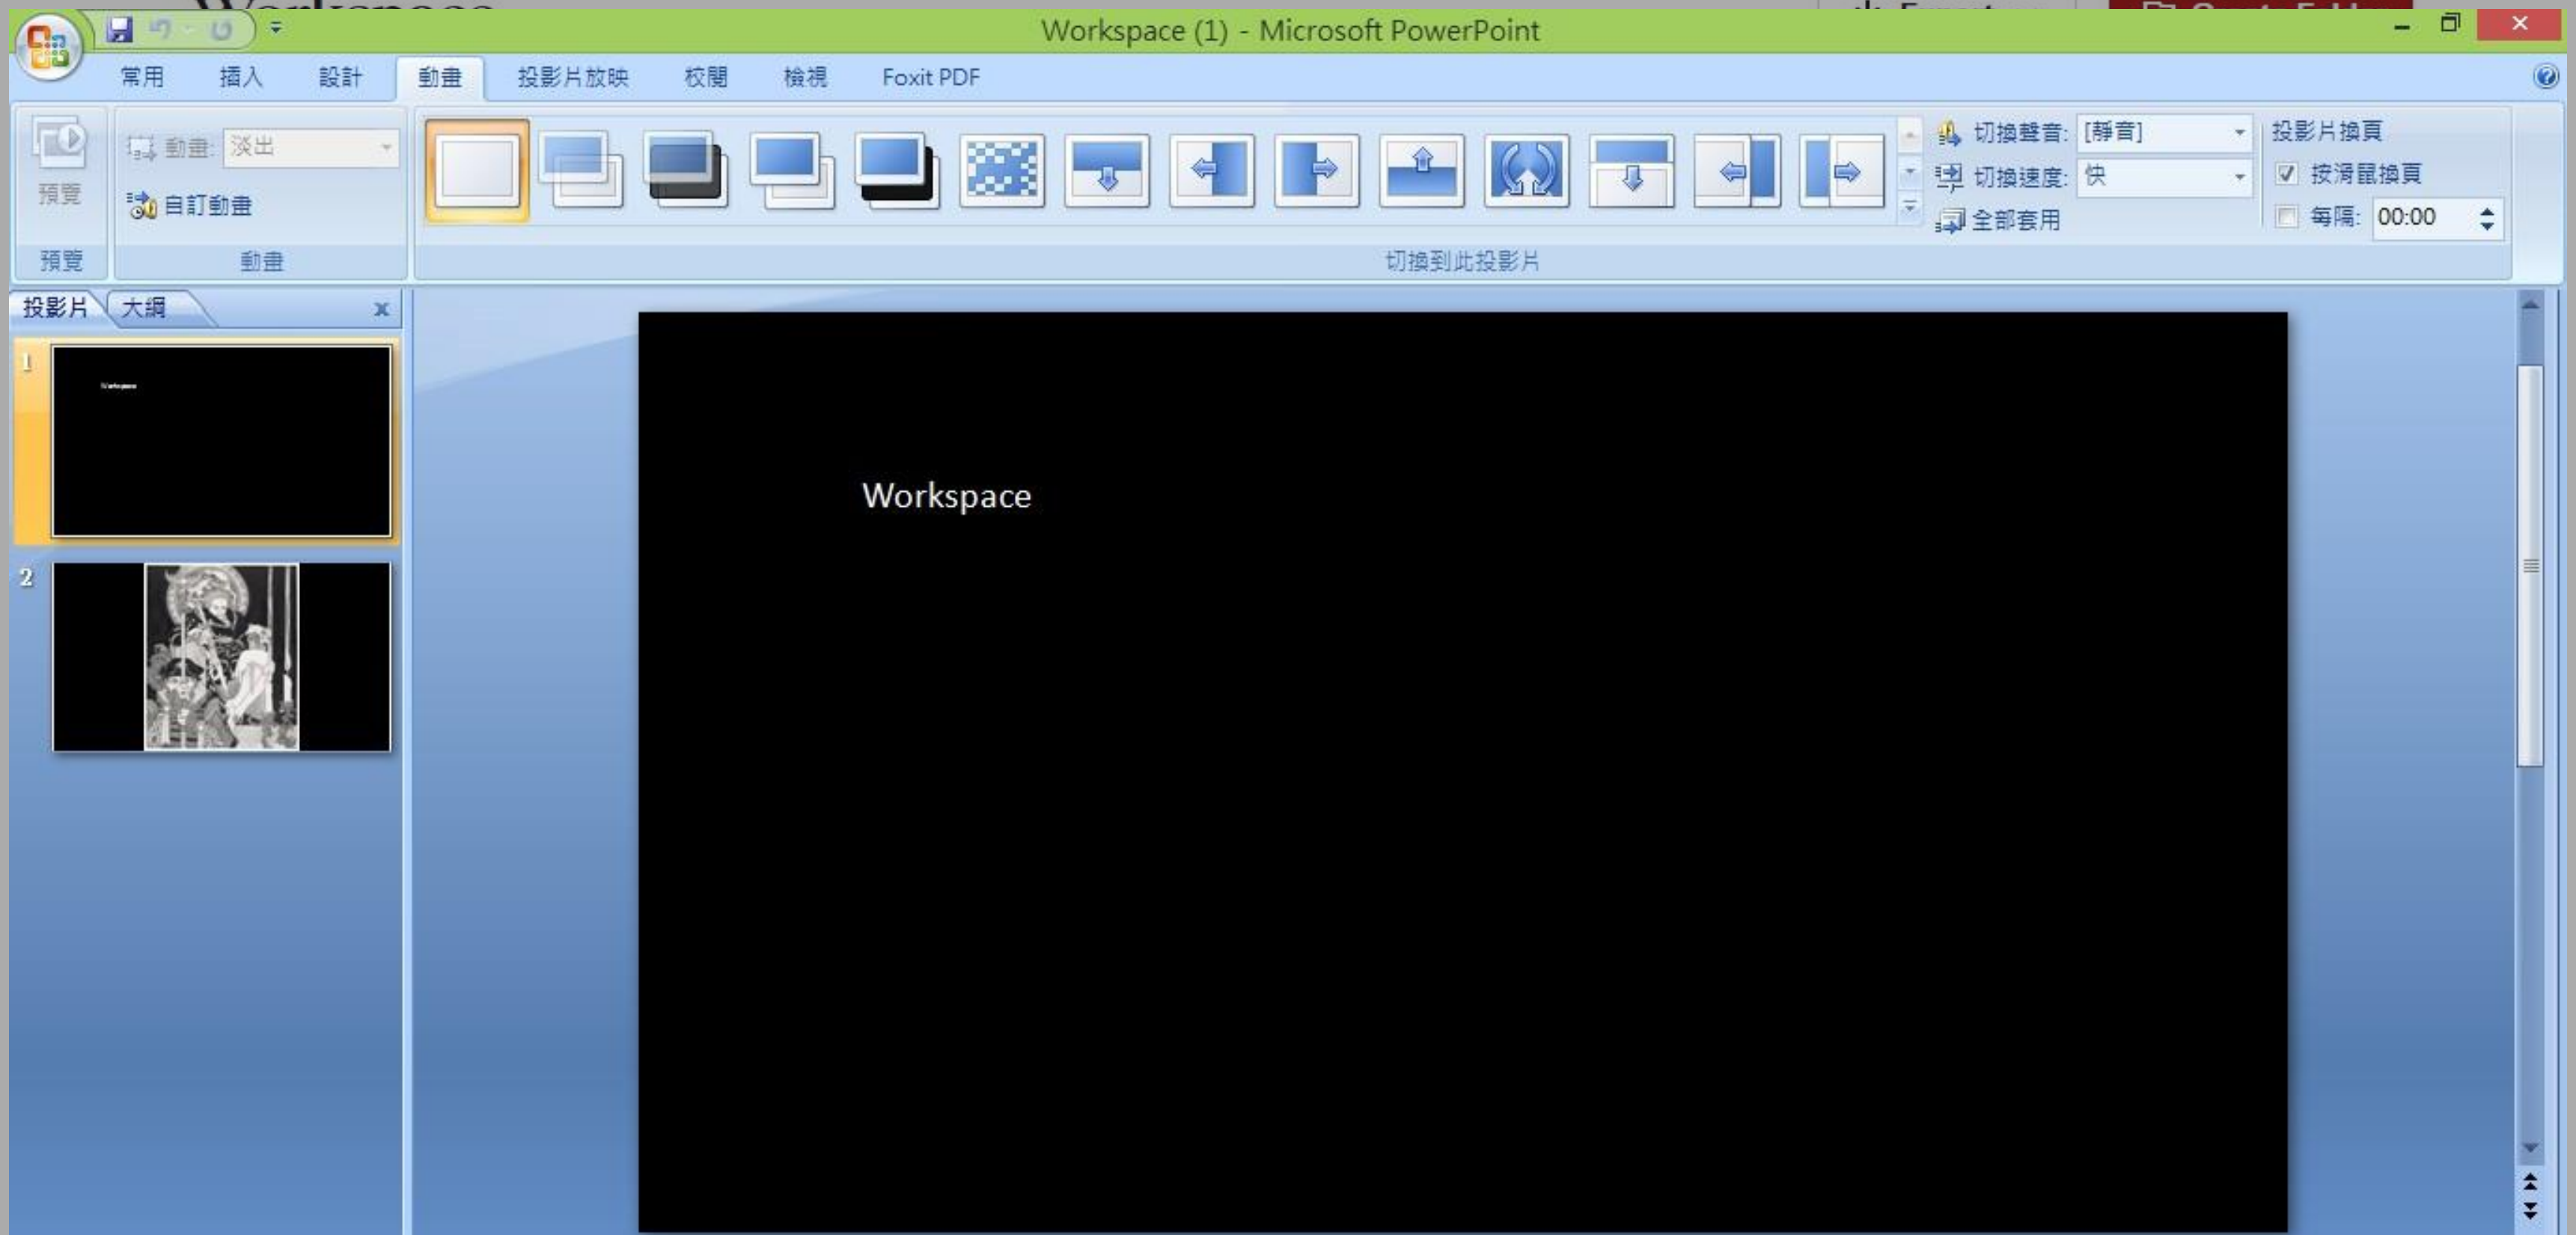 Workspace
Workspace (1) - Microsoft PowerPoint
常用 插入 設計 動畫 投影片放映 校閱 檢視 Foxit PDF
預覽
動畫: 淡出
自訂動畫
切換聲音: [靜音]
切換速度: 快
全部套用
投影片換頁
按滑鼠換頁
每隔: 00:00
預覽 動畫 切換到此投影片
投影片 大綱
1
Workspace
2
Workspace